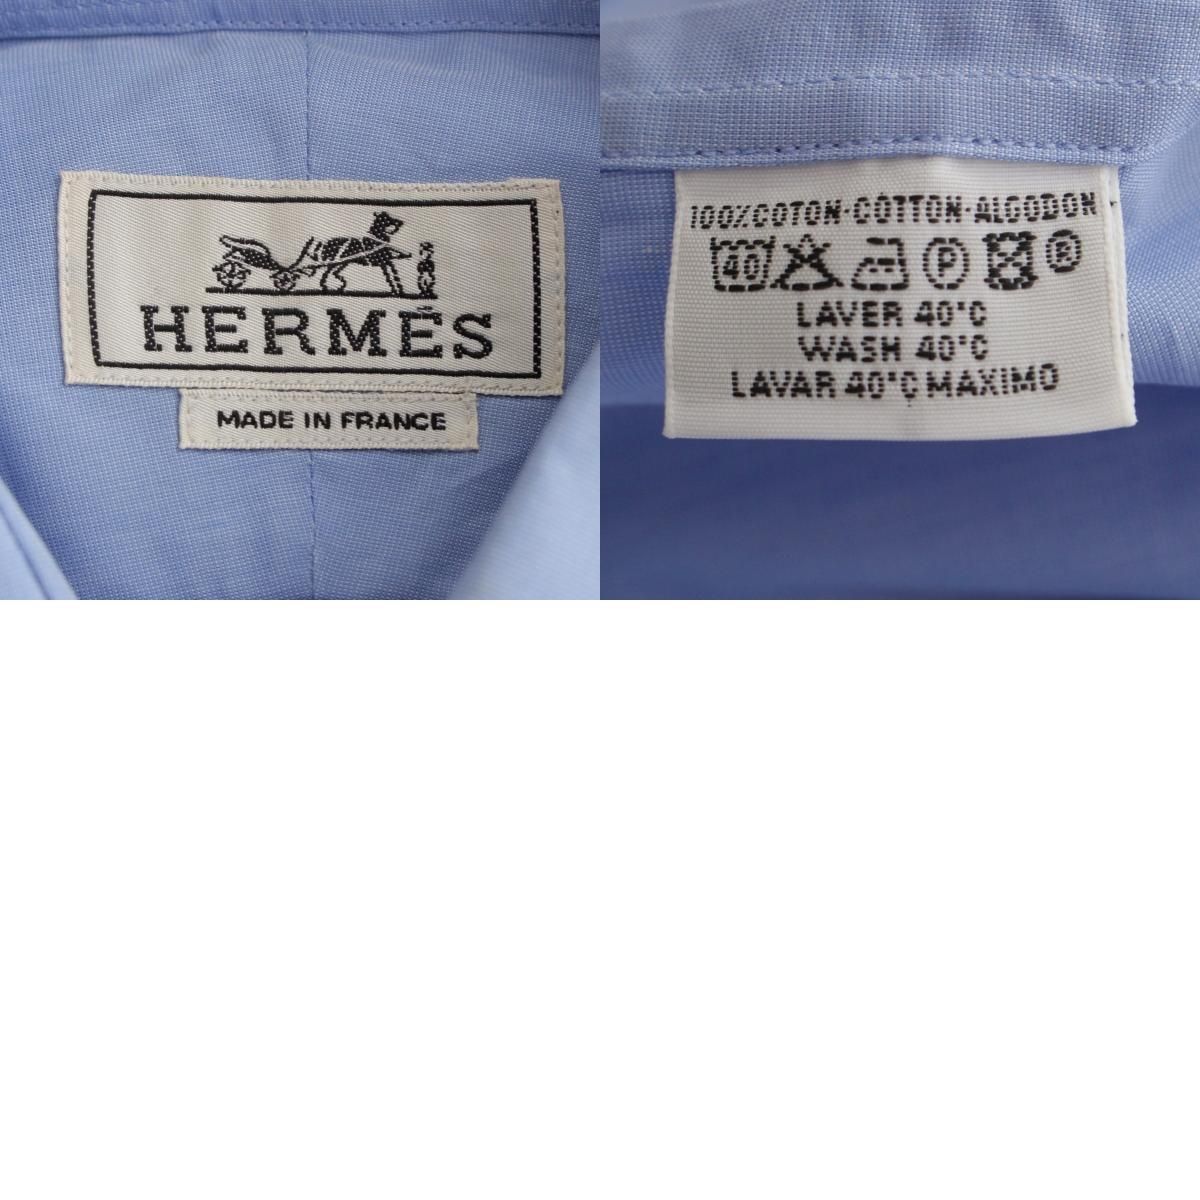 HERMÈS
MADE IN FRANCE
100%COTON·COTTON·ALGODON
40 P ®
LAVER 40°C
WASH 40°C
LAVAR 40°C MAXIMO